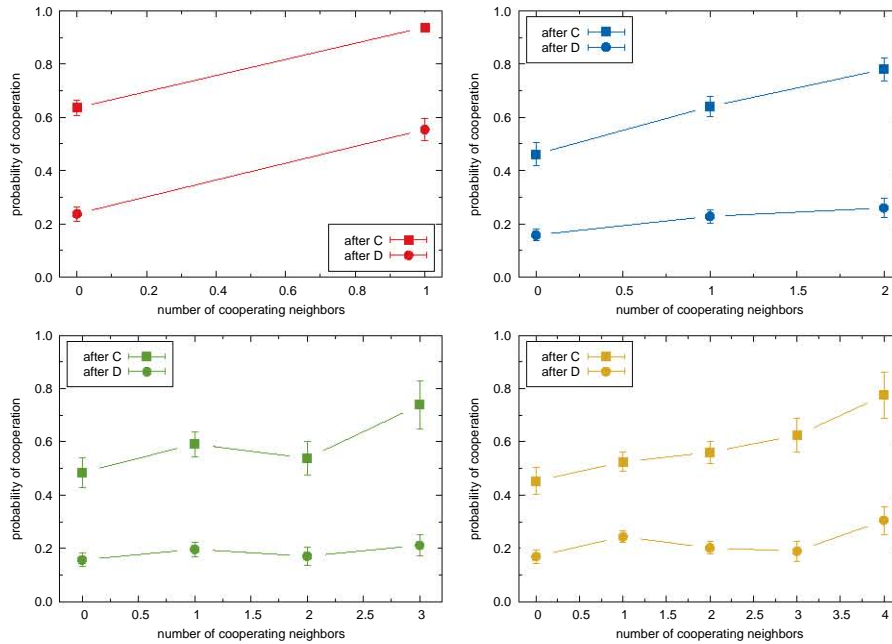 1.0
0.8
0.6
0.4
0.2
0.0
probability of cooperation
after C
after D
0 0.2 0.4 0.6 0.8 1
number of cooperating neighbors
1.0
0.8
0.6
0.4
0.2
0.0
probability of cooperation
after C
after D
0 0.5 1 1.5 2
number of cooperating neighbors
1.0
0.8
0.6
0.4
0.2
0.0
probability of cooperation
after C
after D
0 0.5 1 1.5 2 2.5 3
number of cooperating neighbors
1.0
0.8
0.6
0.4
0.2
0.0
probability of cooperation
after C
after D
0 0.5 1 1.5 2 2.5 3 3.5 4
number of cooperating neighbors